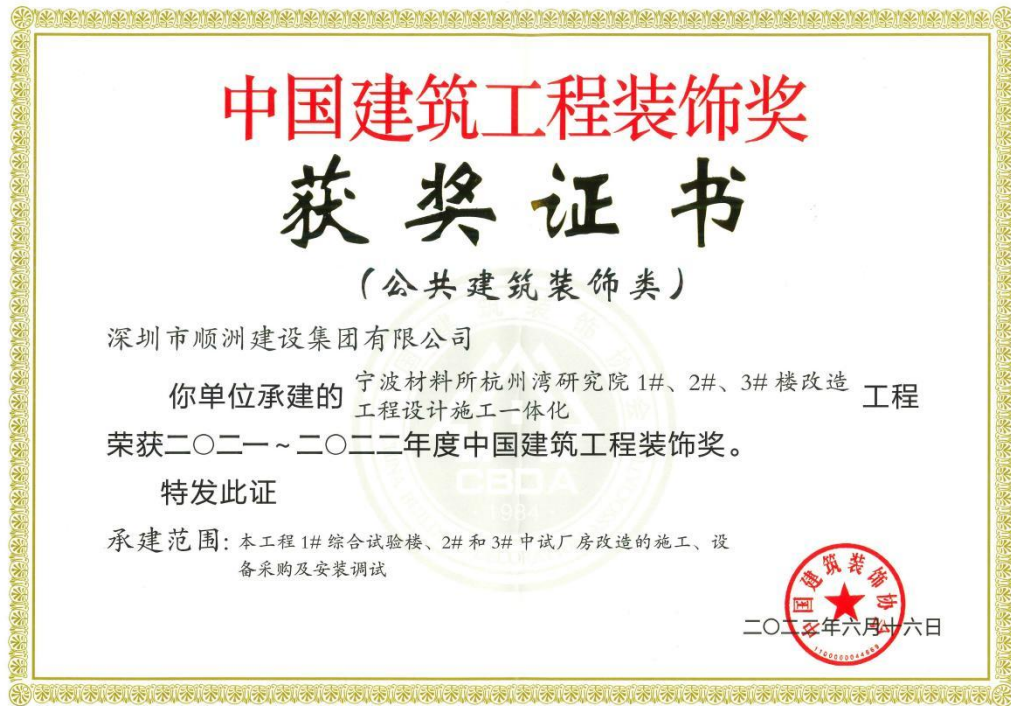 中国建筑工程装饰奖
获奖证书
（公共建筑装饰类）
深圳市顺洲建设集团有限公司
你单位承建的 宁波材料所杭州湾研究院 1#、2#、3# 楼改造 工程
工程设计施工一体化
荣获二〇二一～二〇二二年度中国建筑工程装饰奖。
特发此证
承建范围：本工程 1# 综合试验楼、2# 和 3# 中试厂房改造的施工、设
备采购及安装调试
中国建筑装饰协会
二〇二三年六月十六日
CBDA
1984